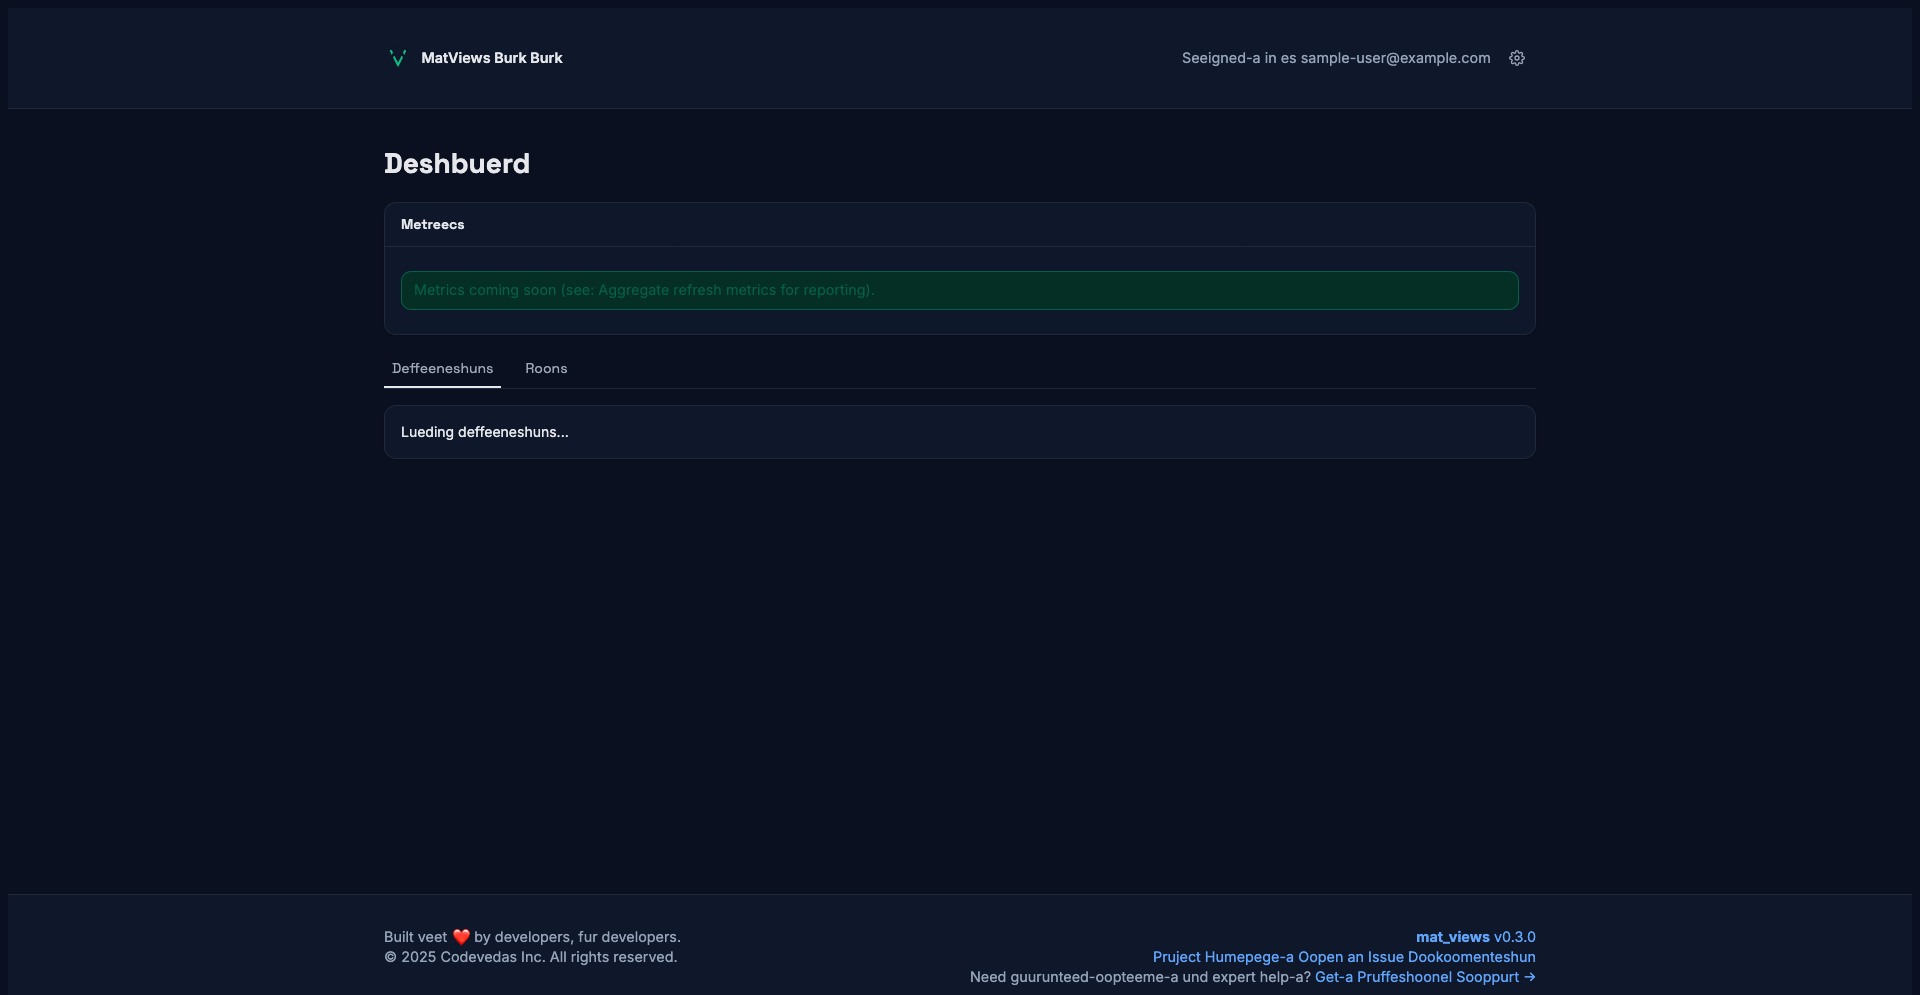 MatViews Burk Burk
Seeigned-a in es sample-user@example.com
Deshbuerd
Metreecs
Metrics coming soon (see: Aggregate refresh metrics for reporting).
Deffeeneshuns
Roons
Lueding deffeeneshuns...
Built veet ❤️ by developers, fur developers.
© 2025 Codevedas Inc. All rights reserved.
mat_views v0.3.0
Pruject Humepege-a Oopen an Issue Dookoomenteshun
Need guurunteed-oopteeme-a und expert help-a? Get-a Pruffeshoonel Sooppurt →